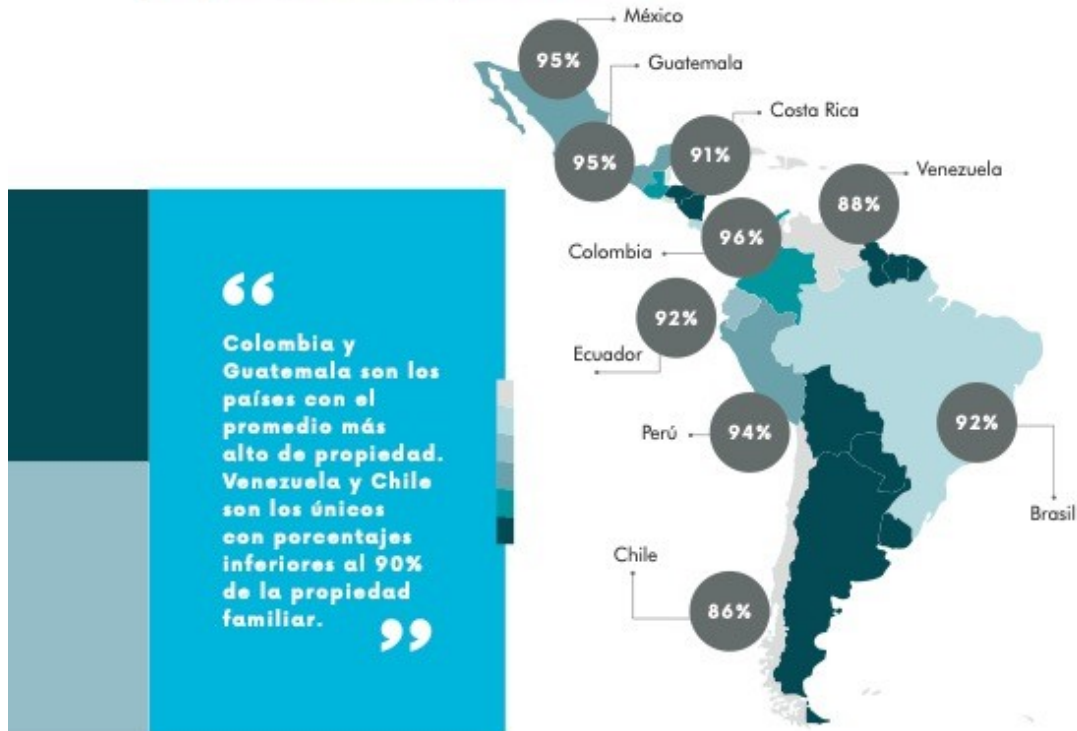 México
95%
Guatemala
95%
Costa Rica
91%
Venezuela
88%
Colombia
96%
92%
Ecuador
Perú
94%
92%
Brasil
Chile
86%
“
Colombia y
Guatemala son los
países con el
promedio más
alto de propiedad.
Venezuela y Chile
son los únicos
con porcentajes
inferiores al 90%
de la propiedad
familiar.
”